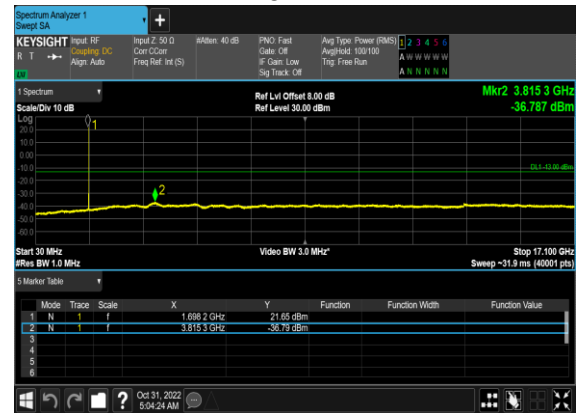 Spectrum Analyzer 1
Swept SA
KEYSIGHT Input: RF Input Z: 50 Ω #Atten: 40 dB PNO: Fast Avg Type: Power (RMS) 1 2 3 4 5 6
R T Coupling: DC Corr CCorr Gate: Off Avg|Hold: 100/100 A W W W W W
Align: Auto Freq Ref: Int (S) IF Gain: Low Trig: Free Run
LXI Sig Track: Off A N N N N N
1 Spectrum Ref Lvl Offset 8.00 dB Mkr2 3.815 3 GHz
Scale/Div 10 dB Ref Level 30.00 dBm -36.787 dBm
Log
20.0
10.00
0.00
-10.0
-20.0
-30.0
-40.0
-50.0
-60.0
1
2
DL1 -13.00 dBm
Start 30 MHz Video BW 3.0 MHz* Stop 17.100 GHz
#Res BW 1.0 MHz Sweep ~31.9 ms (40001 pts)
5 Marker Table
Mode Trace Scale X Y Function Function Width Function Value
1 N 1 f 1.698 2 GHz 21.65 dBm
2 N 1 f 3.815 3 GHz -36.79 dBm
3
4
5
6
? Oct 31, 2022
5:04:24 AM